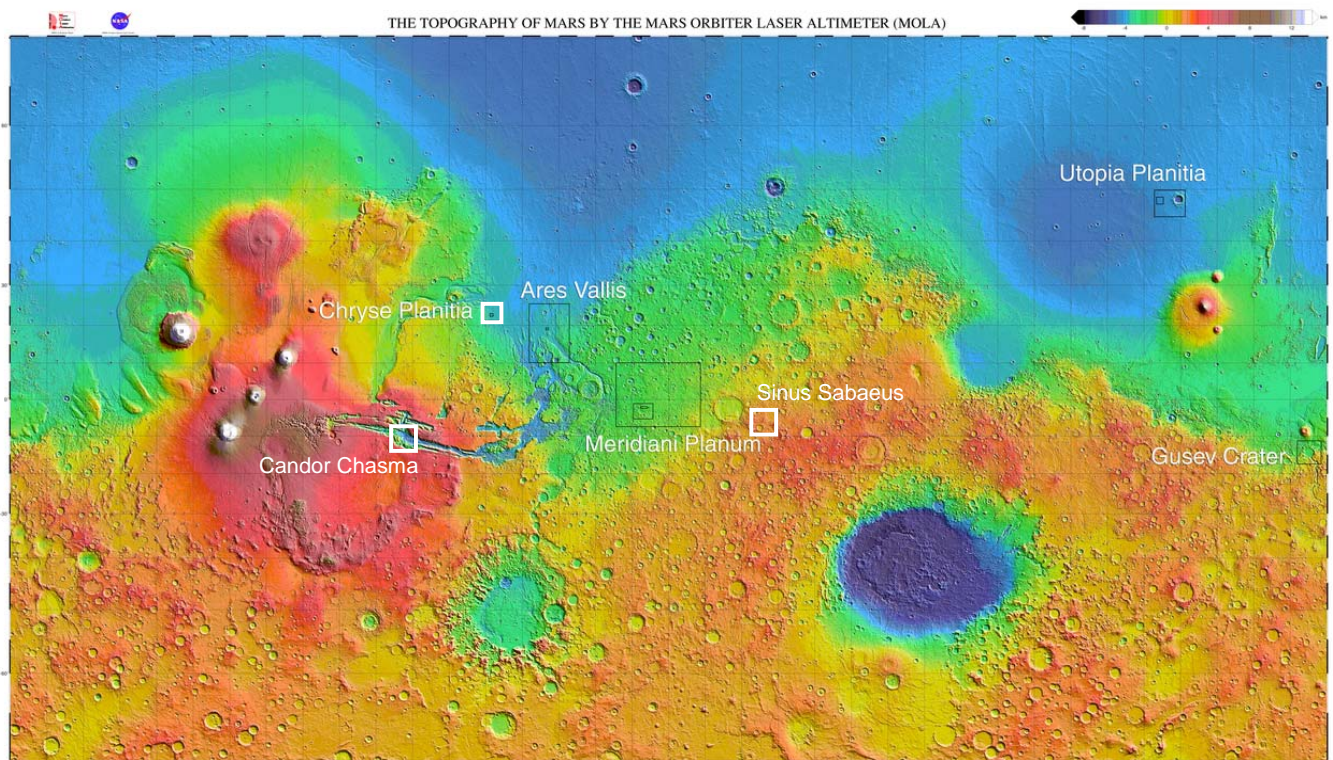 THE TOPOGRAPHY OF MARS BY THE MARS ORBITER LASER ALTIMETER (MOLA)
Utopia Planitia
Ares Vallis
Chryse Planitia
Sinus Sabaeus
Meridiani Planum
Gusev Crater
Candor Chasma